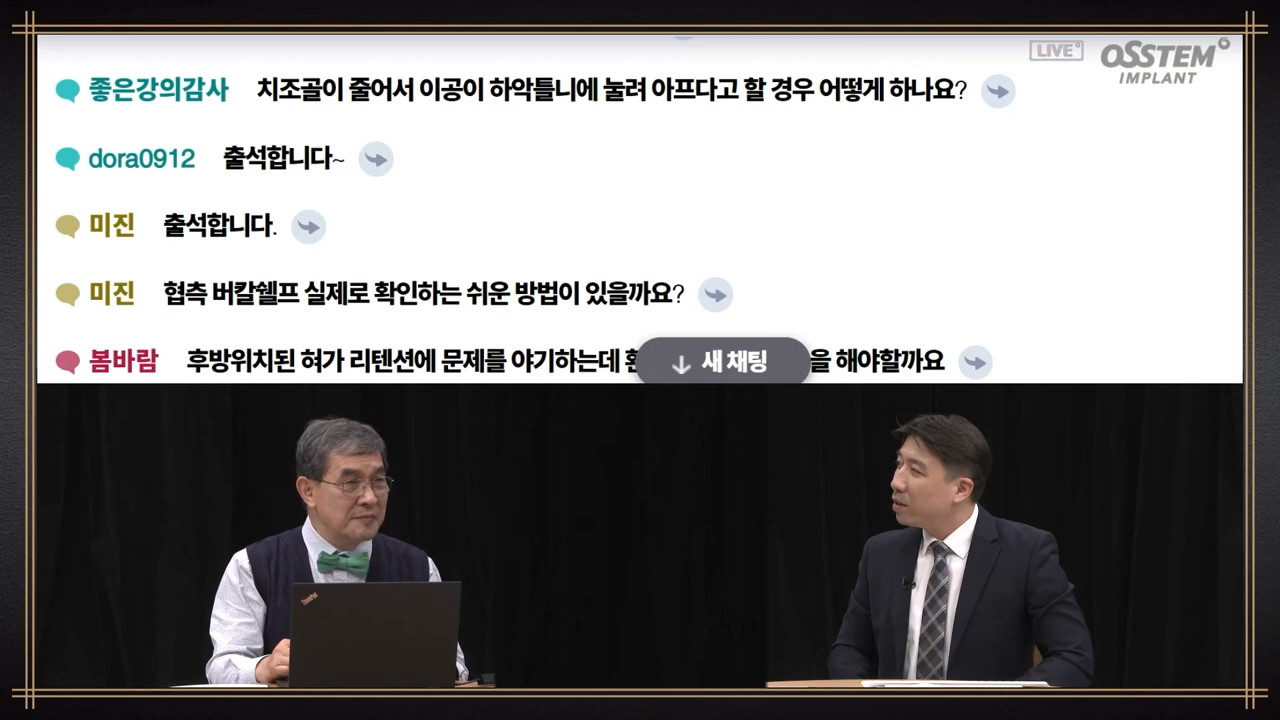 LIVE
OSSTEM
IMPLANT
좋은강의감사 치조골이 줄어서 이공이 하악틀니에 눌려 아프다고 할 경우 어떻게 하나요?
dora0912 출석합니다~
미진 출석합니다.
미진 협측 버칼쉘프 실제로 확인하는 쉬운 방법이 있을까요?
봄바람 후방위치된 혀가 리텐션에 문제를 야기하는데 을 해야할까요
↓ 새 채팅
ThinkPad